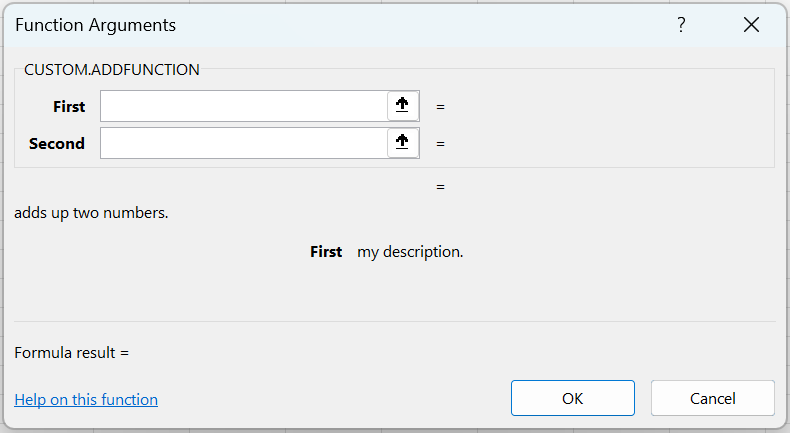 Function Arguments ?
CUSTOM.ADDFUNCTION
First =
Second =
=
adds up two numbers.
First my description.
Formula result =
Help on this function OK Cancel